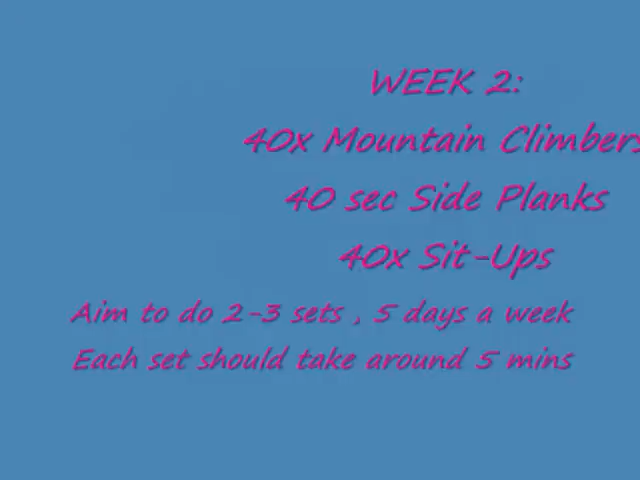 WEEK 2:
40x Mountain Climbers
40 sec Side Planks
40x Sit-Ups
Aim to do 2-3 sets , 5 days a week
Each set should take around 5 mins